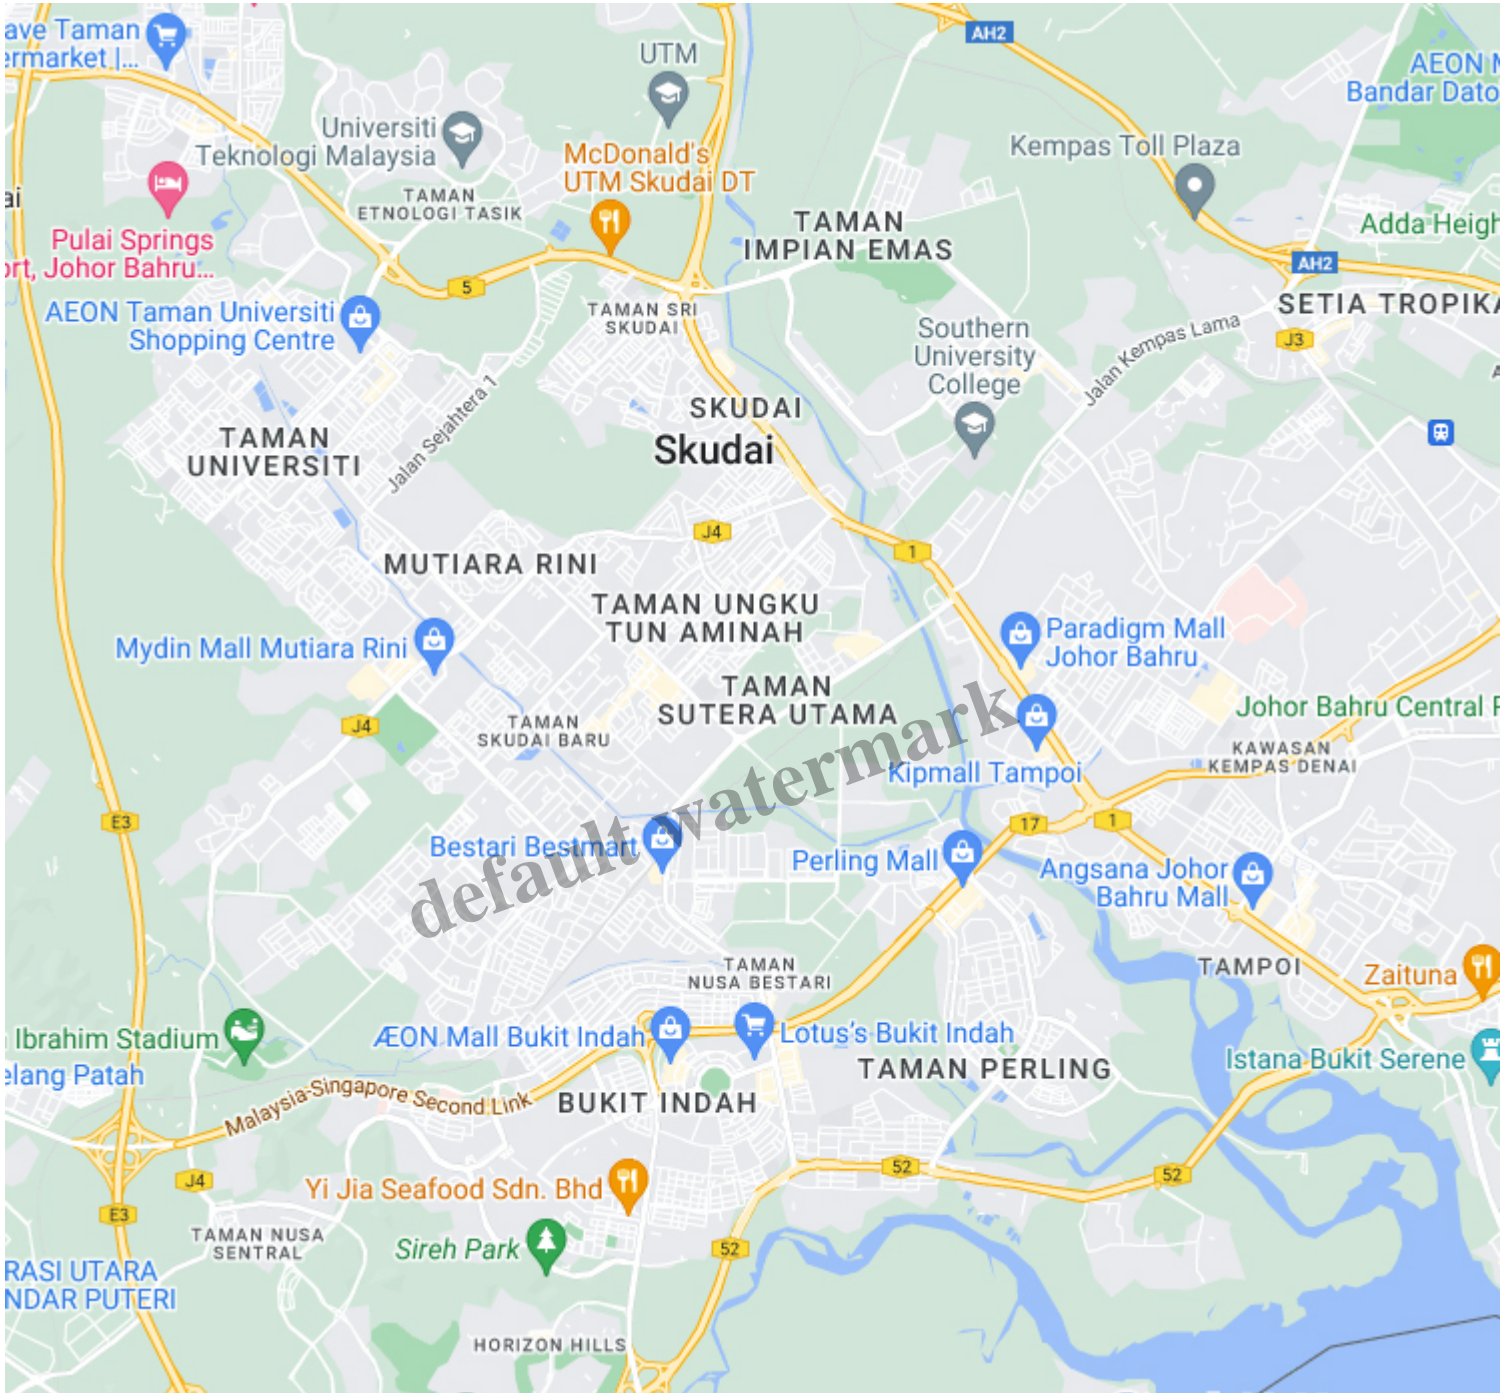 ave Taman
ermarket |...
AH2
UTM
AEON M
Bandar Dato
Universiti
Teknologi Malaysia
Kempas Toll Plaza
McDonald's
UTM Skudai DT
ai
TAMAN
ETNOLOGI TASIK
TAMAN
IMPIAN EMAS
Adda Heigh
Pulai Springs
ort, Johor Bahru...
AH2
5
AEON Taman Universiti
Shopping Centre
TAMAN SRI
SKUDAI
SETIA TROPIKA
Southern
University
College
Jalan Kempas Lama
J3
A
Jalan Sejahtera 1
SKUDAI
Skudai
TAMAN
UNIVERSITI
J4
1
MUTIARA RINI
TAMAN UNGKU
TUN AMINAH
Paradigm Mall
Johor Bahru
Mydin Mall Mutiara Rini
TAMAN
SUTERA UTAMA
Johor Bahru Central P
J4
TAMAN
SKUDAI BARU
KAWASAN
KEMPAS DENAI
Kipmall Tampoi
default watermark
E3
17
1
Bestari Bestmart
Perling Mall
Angsana Johor
Bahru Mall
TAMAN
NUSA BESTARI
TAMPOI
Zaituna
Ibrahim Stadium
ÆON Mall Bukit Indah
Lotus's Bukit Indah
elang Patah
TAMAN PERLING
Istana Bukit Serene
Malaysia-Singapore Second Link
BUKIT INDAH
J4
52
52
Yi Jia Seafood Sdn. Bhd
E3
TAMAN NUSA
SENTRAL
Sireh Park
52
RASI UTARA
NDAR PUTERI
HORIZON HILLS